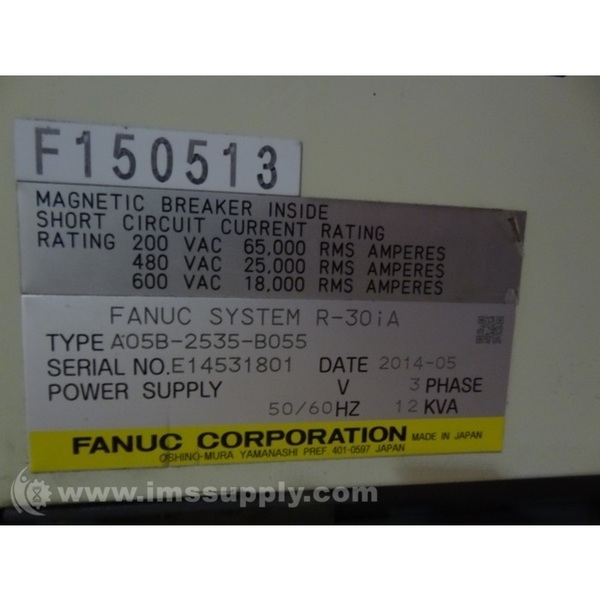 F150513
MAGNETIC BREAKER INSIDE
SHORT CIRCUIT CURRENT RATING
RATING 200 VAC 65,000 RMS AMPERES
480 VAC 25,000 RMS AMPERES
600 VAC 18,000 RMS AMPERES
FANUC SYSTEM R-30iA
TYPE A05B-2535-B055
SERIAL NO. E14531801 DATE 2014-05
POWER SUPPLY V 3 PHASE
50/60HZ 12 KVA
FANUC CORPORATION MADE IN JAPAN
OSHINO-MURA YAMANASHI PREF. 401-0597 JAPAN
www.imssupply.com